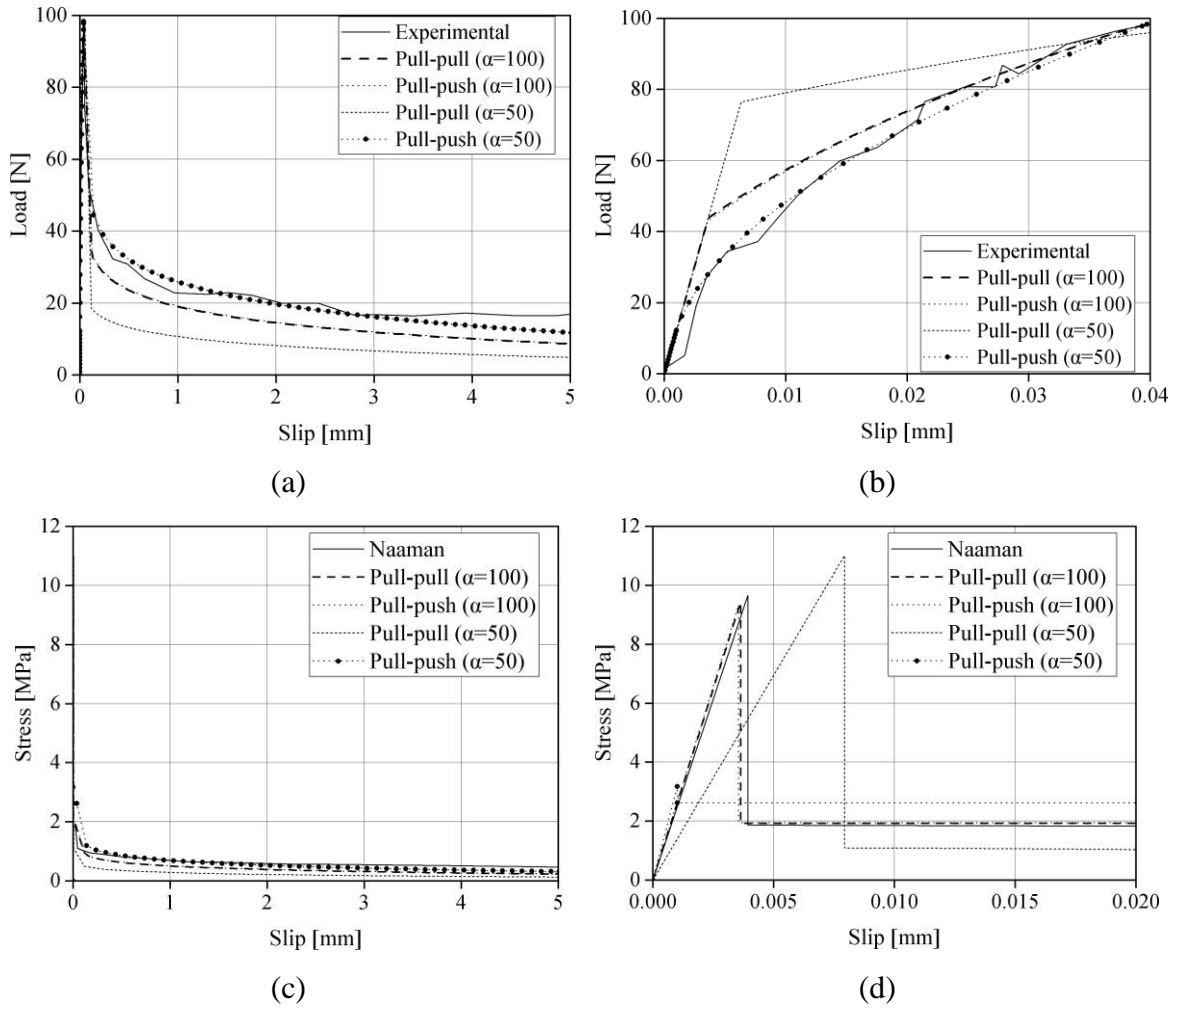 100
80
60
40
20
0
Load [N]
Experimental
Pull-pull (α=100)
Pull-push (α=100)
Pull-pull (α=50)
Pull-push (α=50)
0 1 2 3 4 5
Slip [mm]
(a)
100
80
60
40
20
0
Load [N]
Experimental
Pull-pull (α=100)
Pull-push (α=100)
Pull-pull (α=50)
Pull-push (α=50)
0.00 0.01 0.02 0.03 0.04
Slip [mm]
(b)
12
10
8
6
4
2
0
Stress [MPa]
Naaman
Pull-pull (α=100)
Pull-push (α=100)
Pull-pull (α=50)
Pull-push (α=50)
0 1 2 3 4 5
Slip [mm]
(c)
12
10
8
6
4
2
0
Stress [MPa]
Naaman
Pull-pull (α=100)
Pull-push (α=100)
Pull-pull (α=50)
Pull-push (α=50)
0.000 0.005 0.010 0.015 0.020
Slip [mm]
(d)